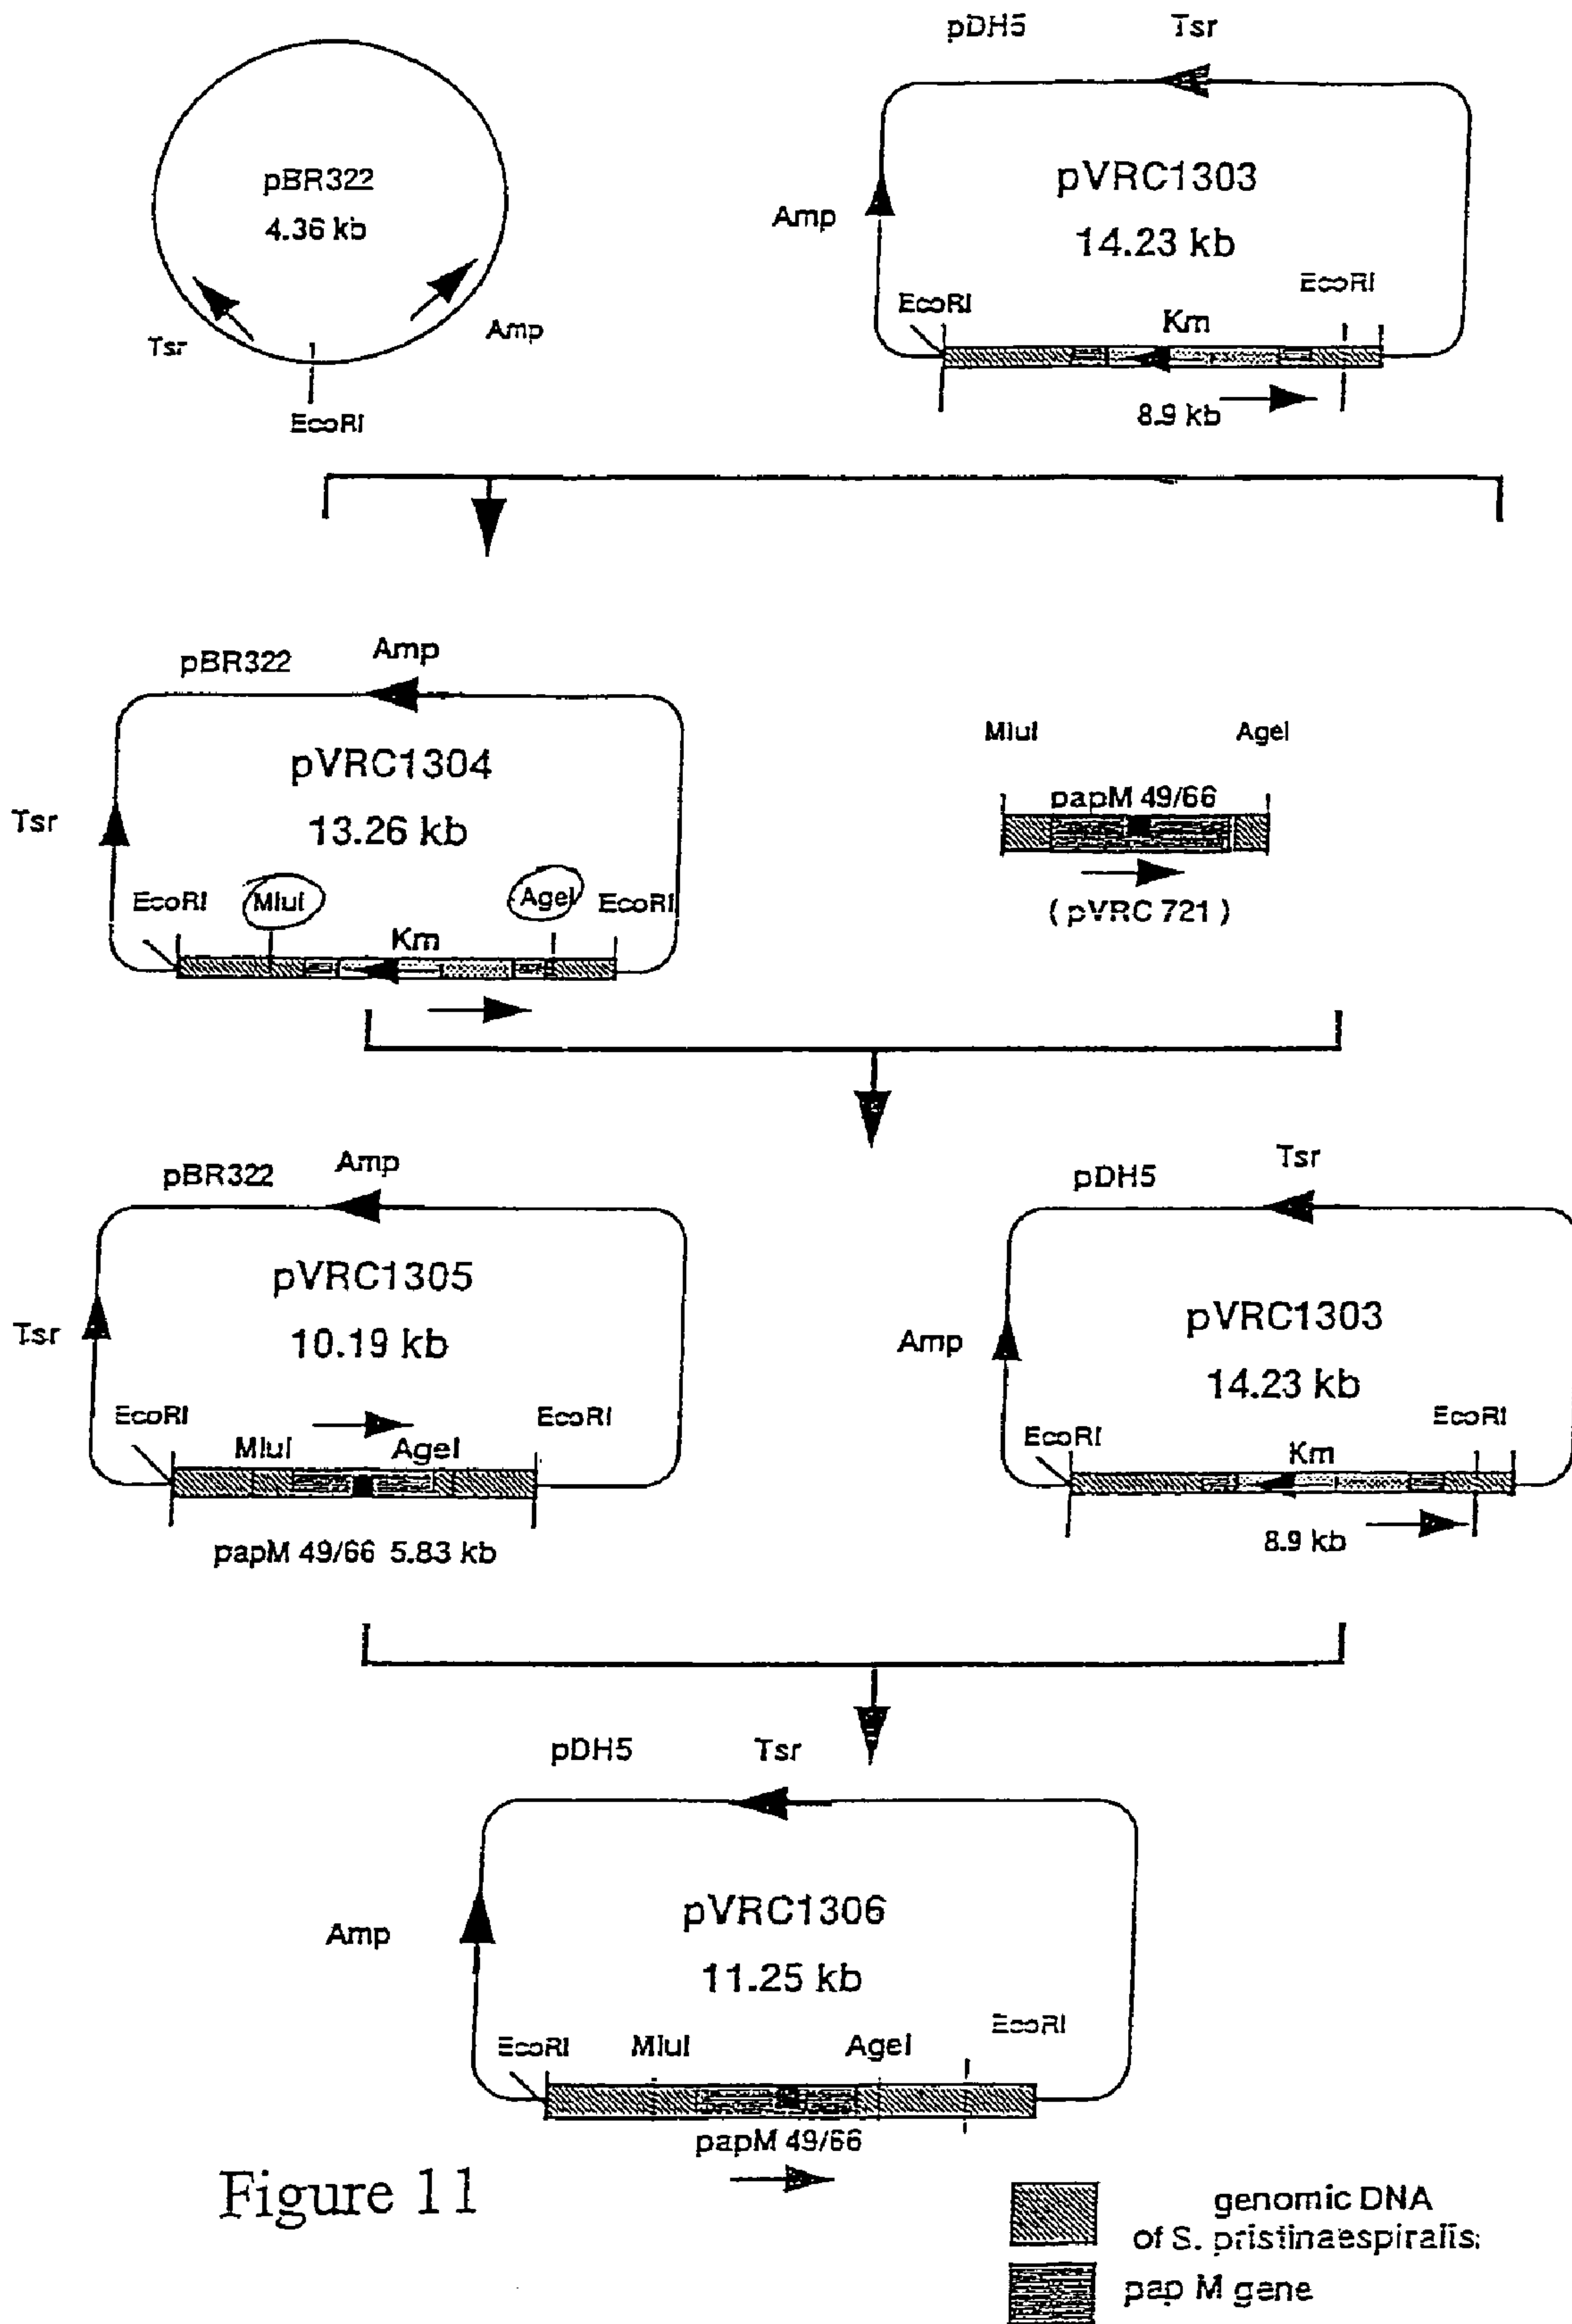 pDH5 Tsr
pBR322
4.36 kb
Tsr
Amp
EcoRI
pVRC1303
14.23 kb
Amp
EcoRI
EcoRI
Km
8.9 kb
pBR322
Amp
pVRC1304
13.26 kb
Tsr
EcoRI
MluI
AgeI
EcoRI
Km
MluI
AgeI
papM 49/66
( pVRC 721 )
pBR322
Amp
pVRC1305
10.19 kb
Tsr
EcoRI
EcoRI
MluI
AgeI
papM 49/66 5.83 kb
pDH5
Tsr
pVRC1303
14.23 kb
Amp
EcoRI
EcoRI
Km
8.9 kb
pDH5
Tsr
pVRC1306
11.25 kb
Amp
EcoRI
MluI
AgeI
EcoRI
papM 49/66
Figure 11
genomic DNA
of S. pristinaespiralis
pap M gene